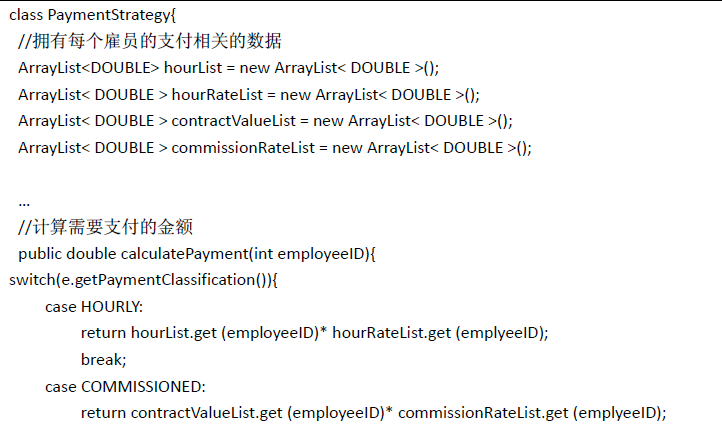 class PaymentStrategy{
//拥有每个雇员的支付相关的数据
ArrayList<DOUBLE> hourList = new ArrayList< DOUBLE >();
ArrayList< DOUBLE > hourRateList = new ArrayList< DOUBLE >();
ArrayList< DOUBLE > contractValueList = new ArrayList< DOUBLE >();
ArrayList< DOUBLE > commissionRateList = new ArrayList< DOUBLE >();
...
//计算需要支付的金额
public double calculatePayment(int employeeID){
switch(e.getPaymentClassification()){
case HOURLY:
return hourList.get (employeeID)* hourRateList.get (emplyeeID);
break;
case COMMISSIONED:
return contractValueList.get (employeeID)* commissionRateList.get (emplyeeID);